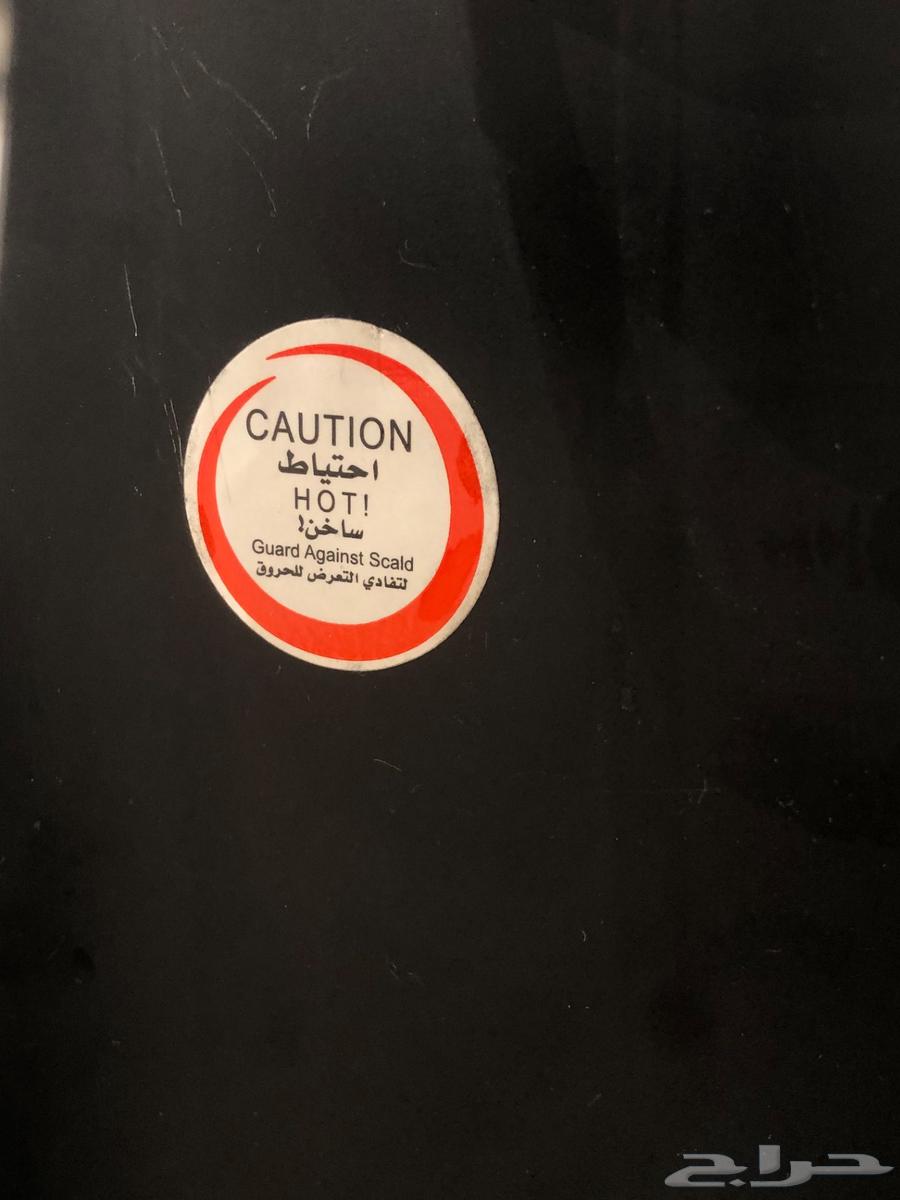 CAUTION
احتياط
HOT!
ساخن!
Guard Against Scald
لتفادي التعرض للحروق
حراج